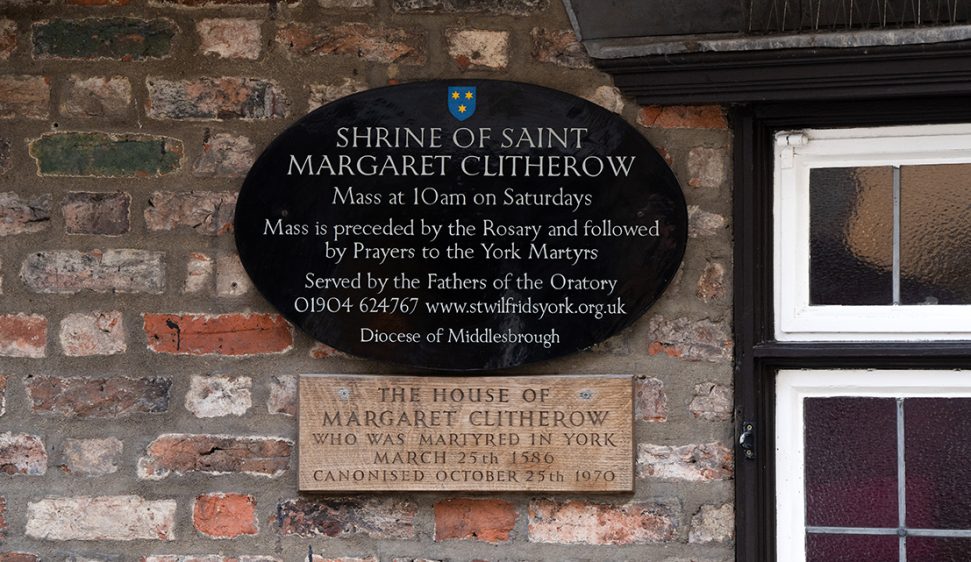 SHRINE OF SAINT
MARGARET CLITHEROW
Mass at 10am on Saturdays
Mass is preceded by the Rosary and followed
by Prayers to the York Martyrs
Served by the Fathers of the Oratory
01904 624767 www.stwilfridsyork.org.uk
Diocese of Middlesbrough
THE HOUSE OF
MARGARET CLITHEROW
WHO WAS MARTYRED IN YORK
MARCH 25th 1586
CANONISED OCTOBER 25th 1970